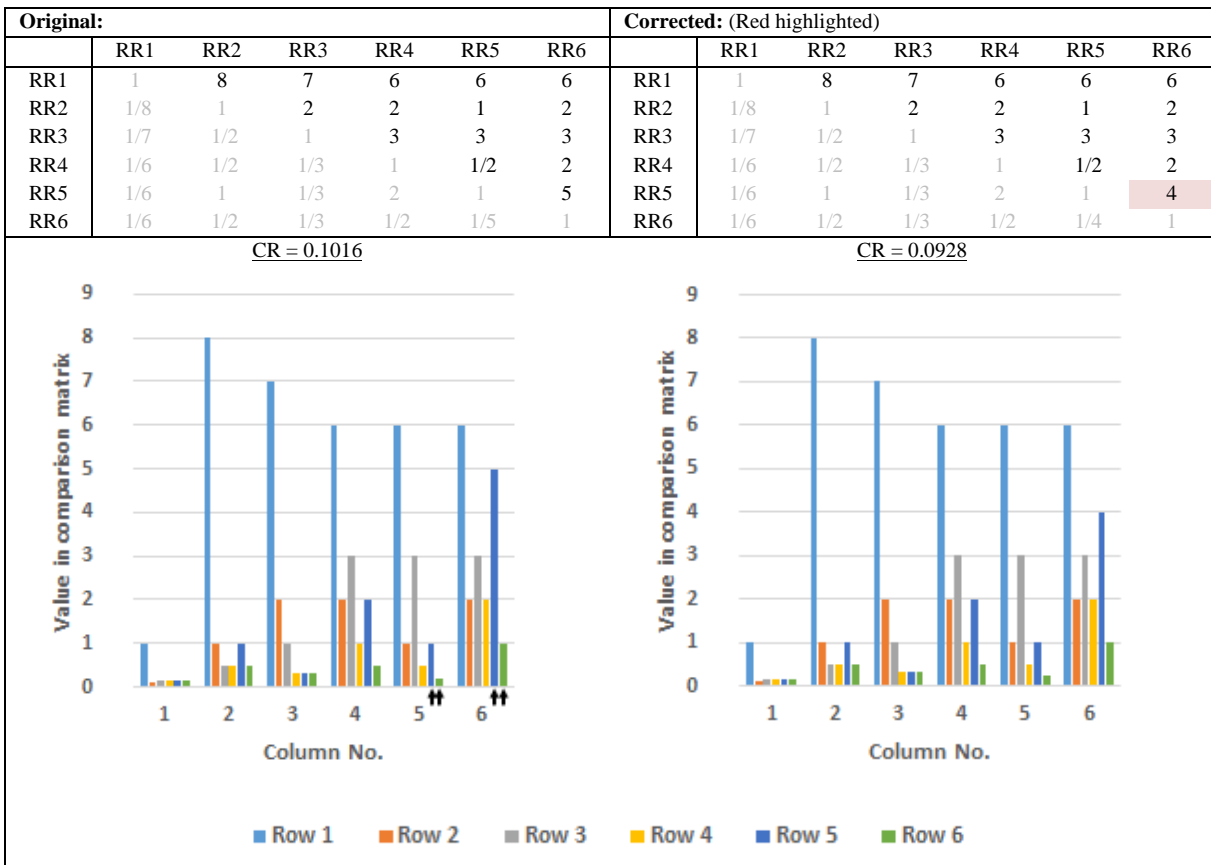 Original: Corrected: (Red highlighted)
RR1 RR2 RR3 RR4 RR5 RR6 RR1 RR2 RR3 RR4 RR5 RR6
RR1 1 8 7 6 6 6 RR1 1 8 7 6 6 6
RR2 1/8 1 2 2 1 2 RR2 1/8 1 2 2 1 2
RR3 1/7 1/2 1 3 3 3 RR3 1/7 1/2 1 3 3 3
RR4 1/6 1/2 1/3 1 1/2 2 RR4 1/6 1/2 1/3 1 1/2 2
RR5 1/6 1 1/3 2 1 5 RR5 1/6 1 1/3 2 1 4
RR6 1/6 1/2 1/3 1/2 1/5 1 RR6 1/6 1/2 1/3 1/2 1/4 1
CR = 0.1016 CR = 0.0928
Value in comparison matrix
9
8
7
6
5
4
3
2
1
0
1 2 3 4 5 6
Column No.
Value in comparison matrix
9
8
7
6
5
4
3
2
1
0
1 2 3 4 5 6
Column No.
Row 1 Row 2 Row 3 Row 4 Row 5 Row 6